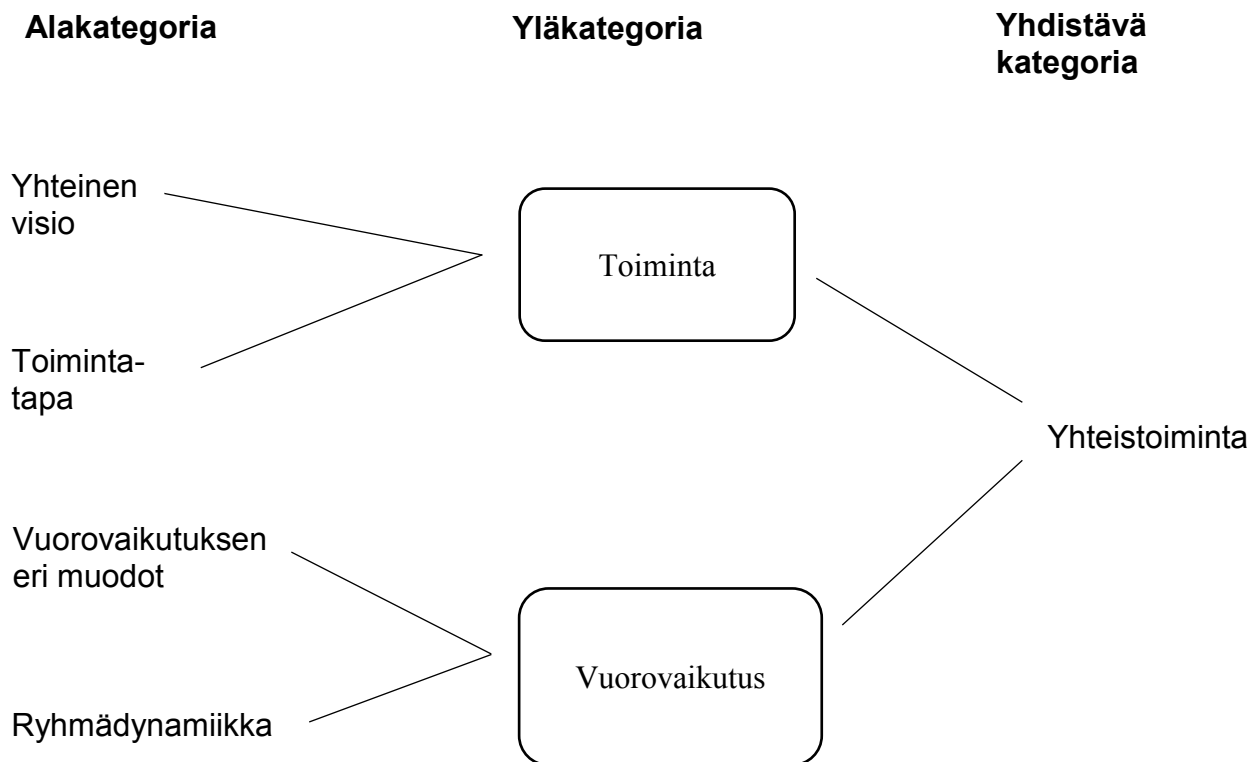 Alakategoria
Yläkategoria
Yhdistävä
kategoria
Yhteinen
visio
Toiminta
Toiminta-
tapa
Yhteistoiminta
Vuorovaikutuksen
eri muodot
Vuorovaikutus
Ryhmädynamiikka